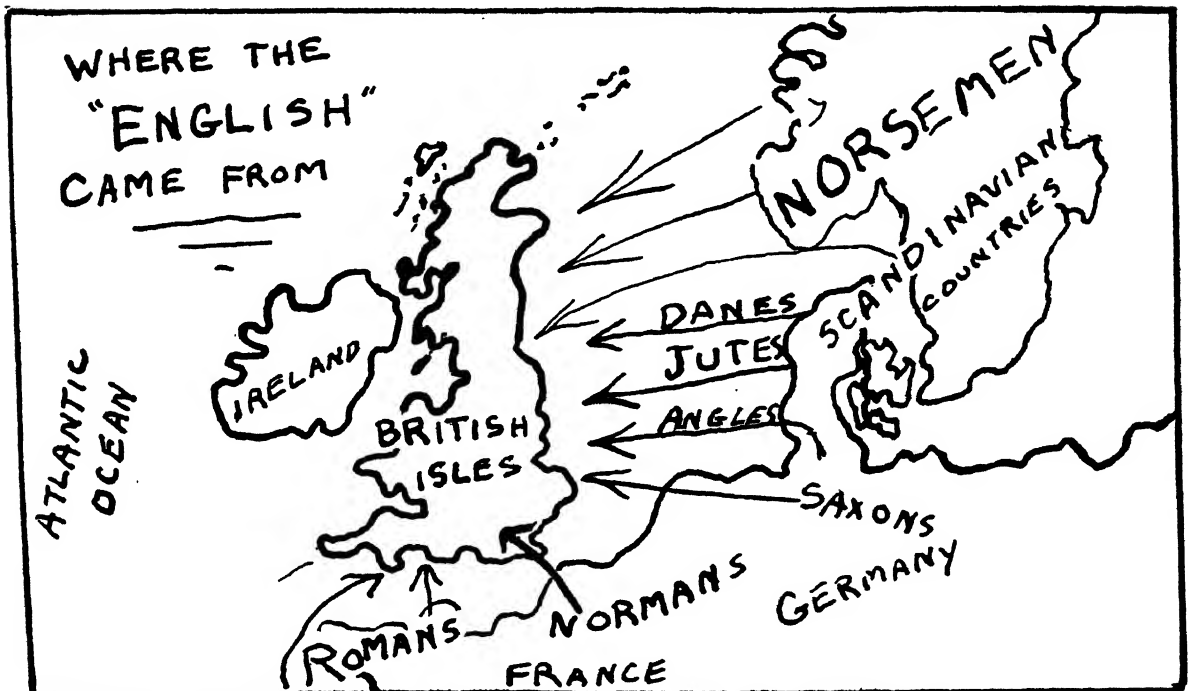 WHERE THE
"ENGLISH"
CAME FROM
NORSEMEN
SCANDINAVIAN
COUNTRIES
DANES
JUTES
ANGLES
SAXONS
GERMANY
IRELAND
BRITISH
ISLES
ATLANTIC
OCEAN
ROMANS
NORMANS
FRANCE